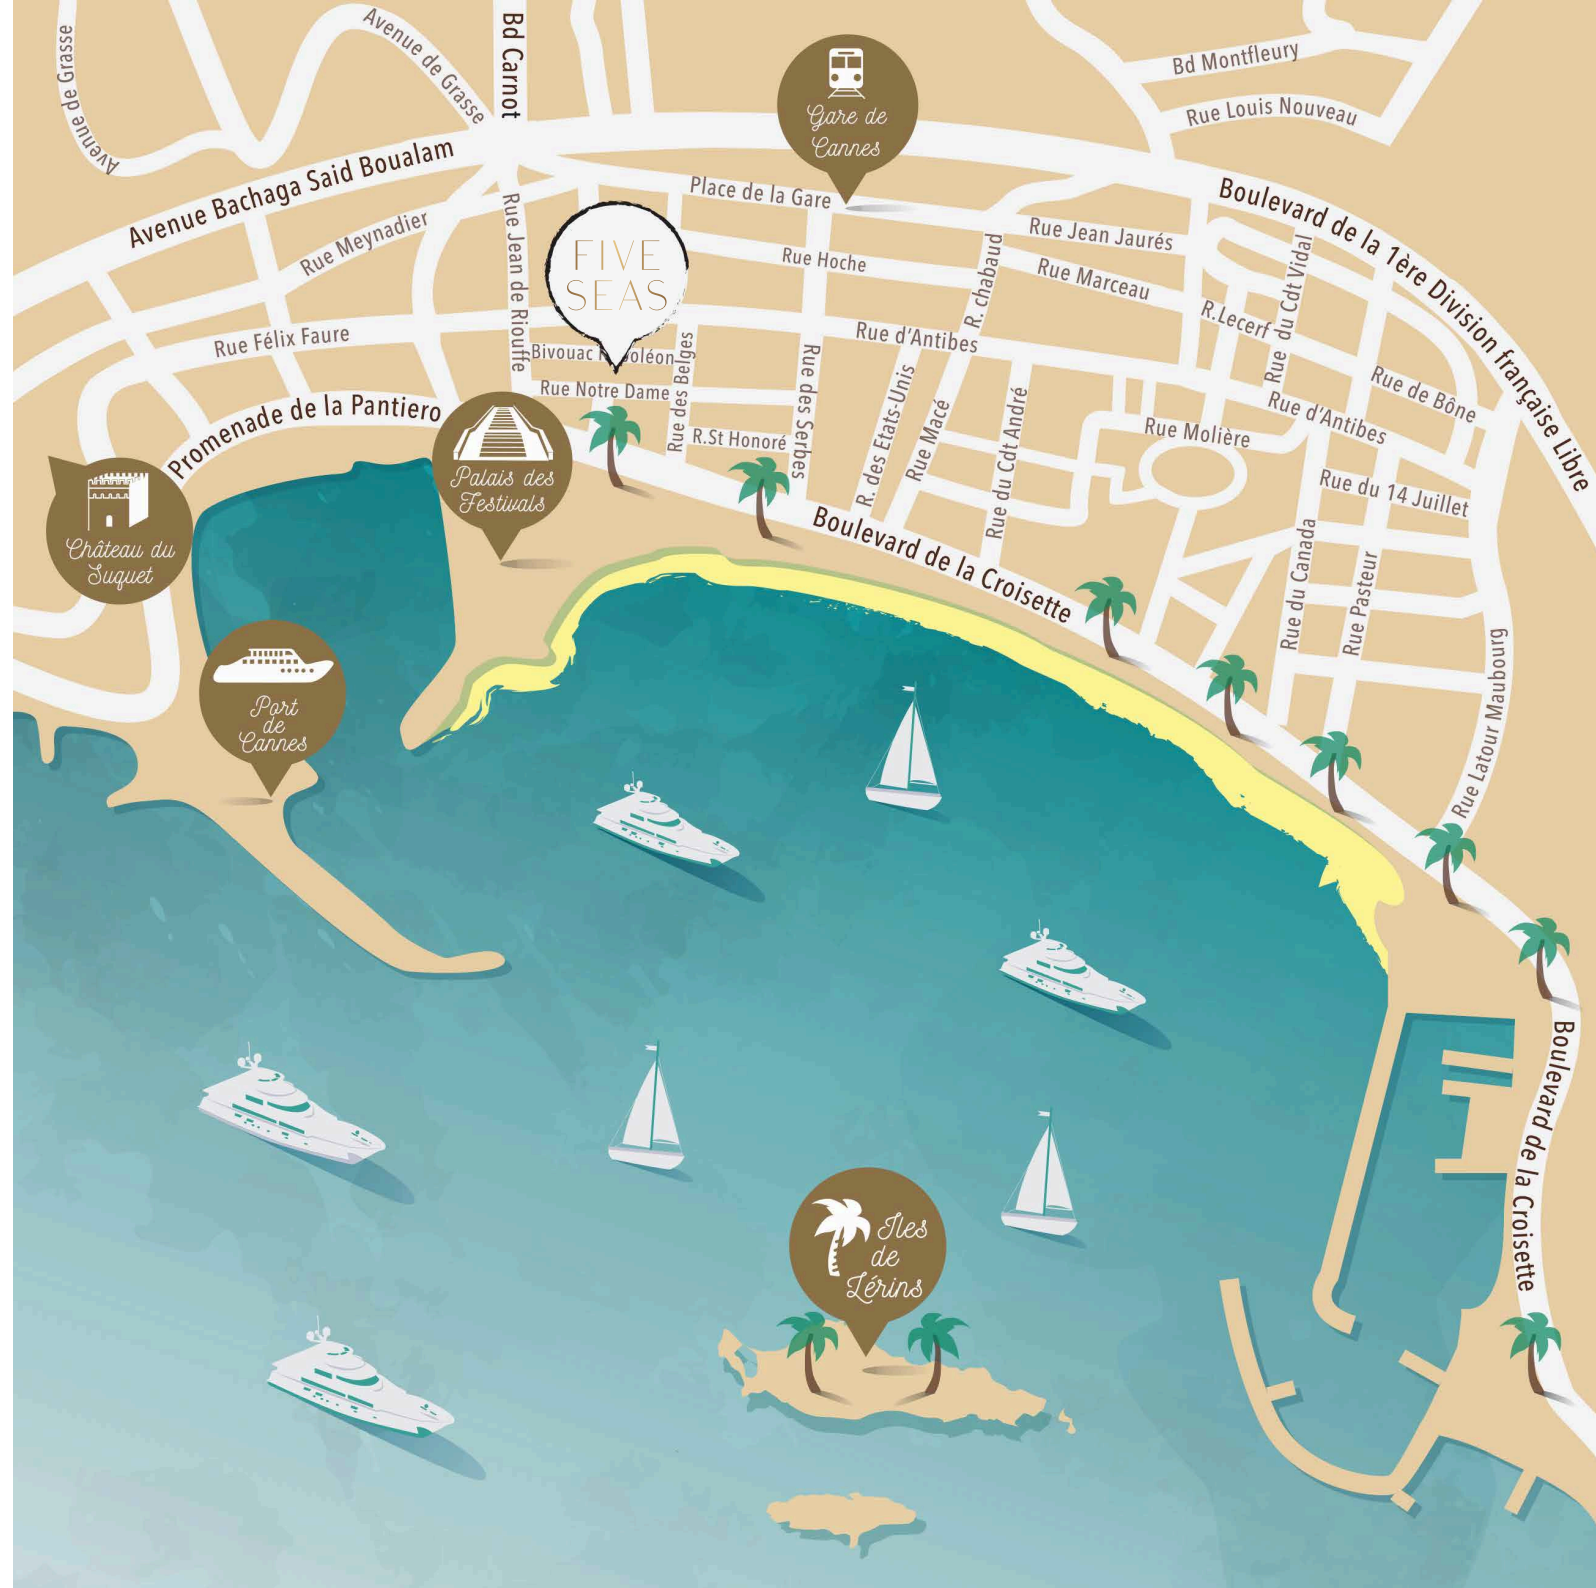 Avenue de Grasse
Avenue de Grasse
Bd Carnot
Gare de
Cannes
Bd Montfleury
Rue Louis Nouveau
Avenue Bachaga Said Boualam
Rue Meynadier
Rue Jean de Riouffe
Place de la Gare
Boulevard de la 1ère Division française Libre
Rue Jean Jaurés
Rue Hoche
R. chabaud
Rue Marceau
Rue du Cdt Vidal
FIVE
SEAS
R.Lecerf
Rue Félix Faure
Rue d'Antibes
Bivouac
Rue Notre Dame
Rue des Belges
Rue des Serbes
R. des Etats-Unis
Rue Macé
Rue du Cdt André
Rue de Bône
Rue d'Antibes
Promenade de la Pantiero
R.St Honoré
Rue Molière
Palais des
Festivals
Rue du 14 Juillet
Château du
Suquet
Boulevard de la Croisette
Rue du Canada
Rue Pasteur
Rue Latour Maubourg
Port
de
Cannes
Boulevard de la Croisette
Iles
de
Lérins